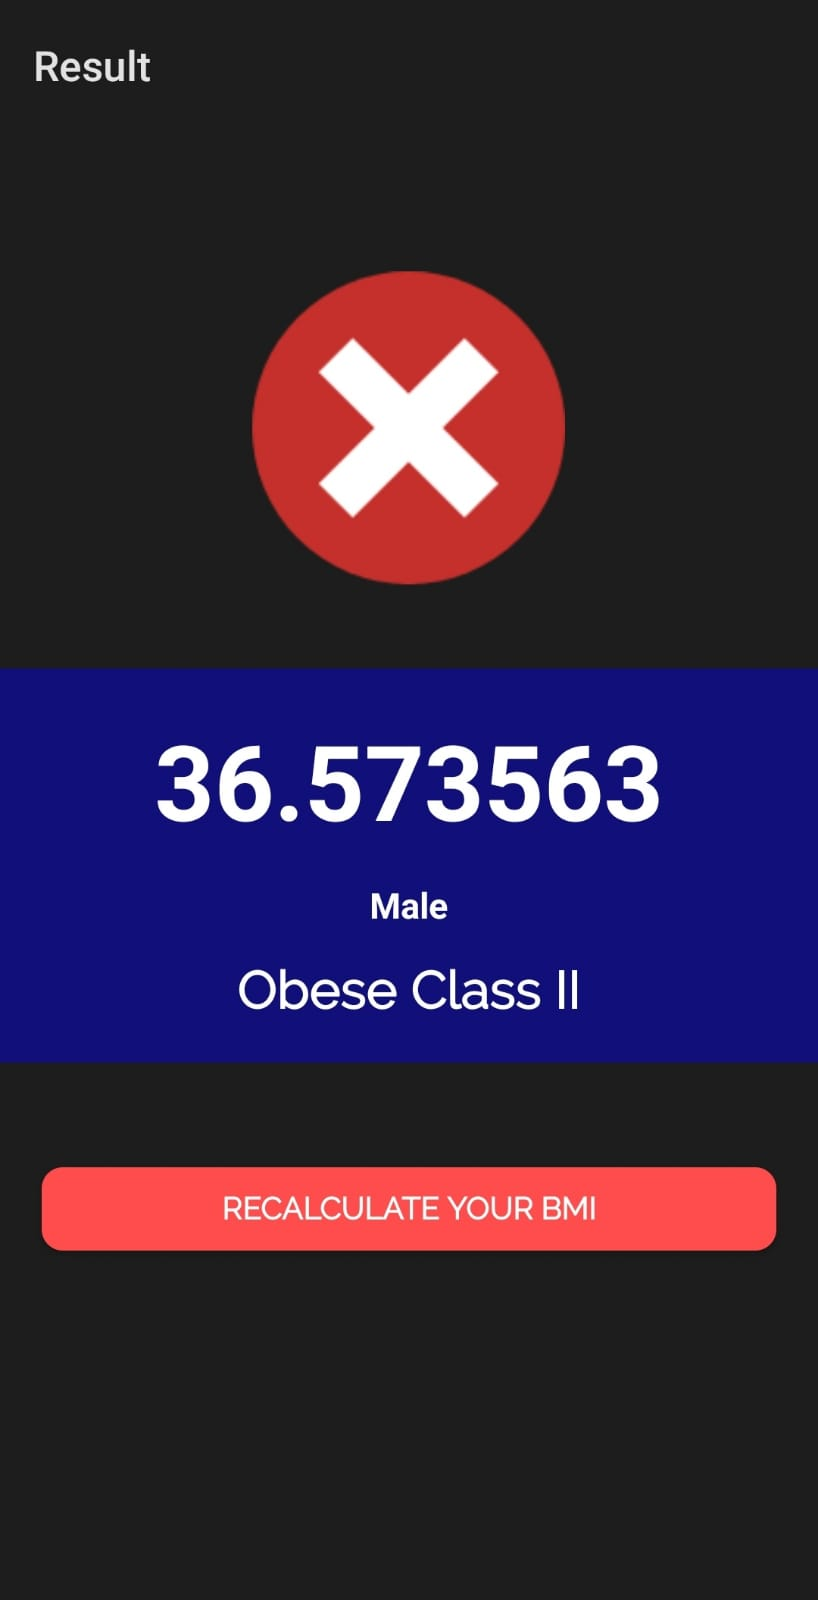 Result
36.573563
Male
Obese Class II
RECALCULATE YOUR BMI